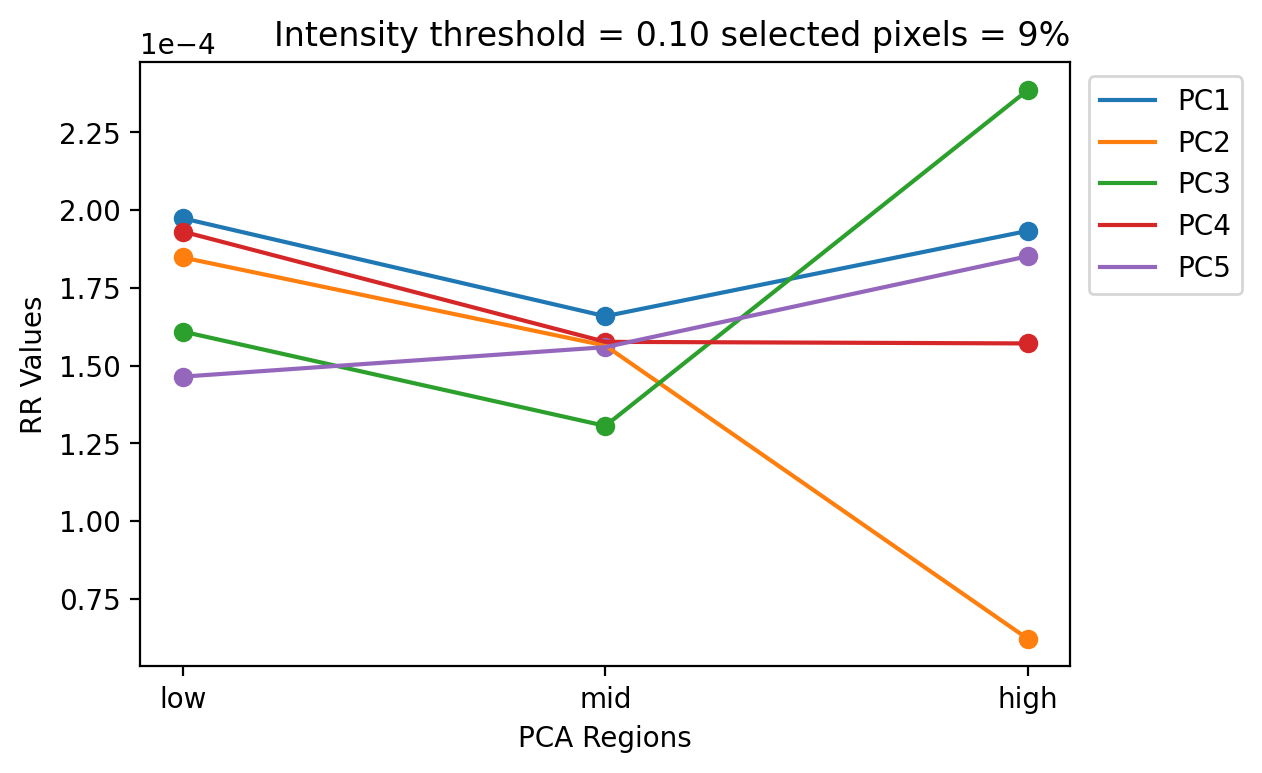 Intensity threshold = 0.10 selected pixels = 9%
1e−4
2.25
2.00
1.75
1.50
1.25
1.00
0.75
RR Values
low
mid
high
PCA Regions
PC1
PC2
PC3
PC4
PC5